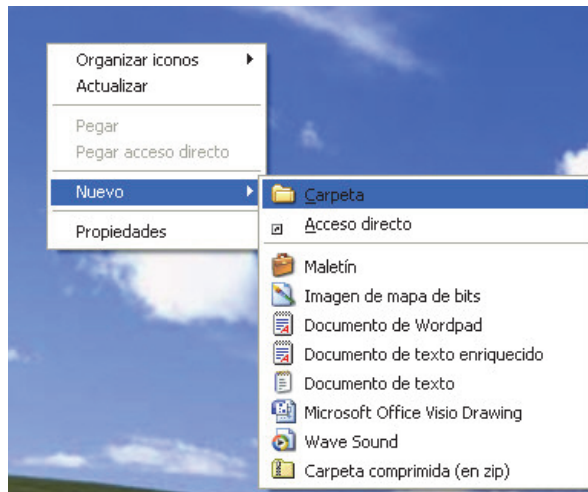 Organizar iconos
Actualizar
Pegar
Pegar acceso directo
Nuevo
Propiedades
Carpeta
Acceso directo
Maletín
Imagen de mapa de bits
Documento de Wordpad
Documento de texto enriquecido
Documento de texto
Microsoft Office Visio Drawing
Wave Sound
Carpeta comprimida (en zip)